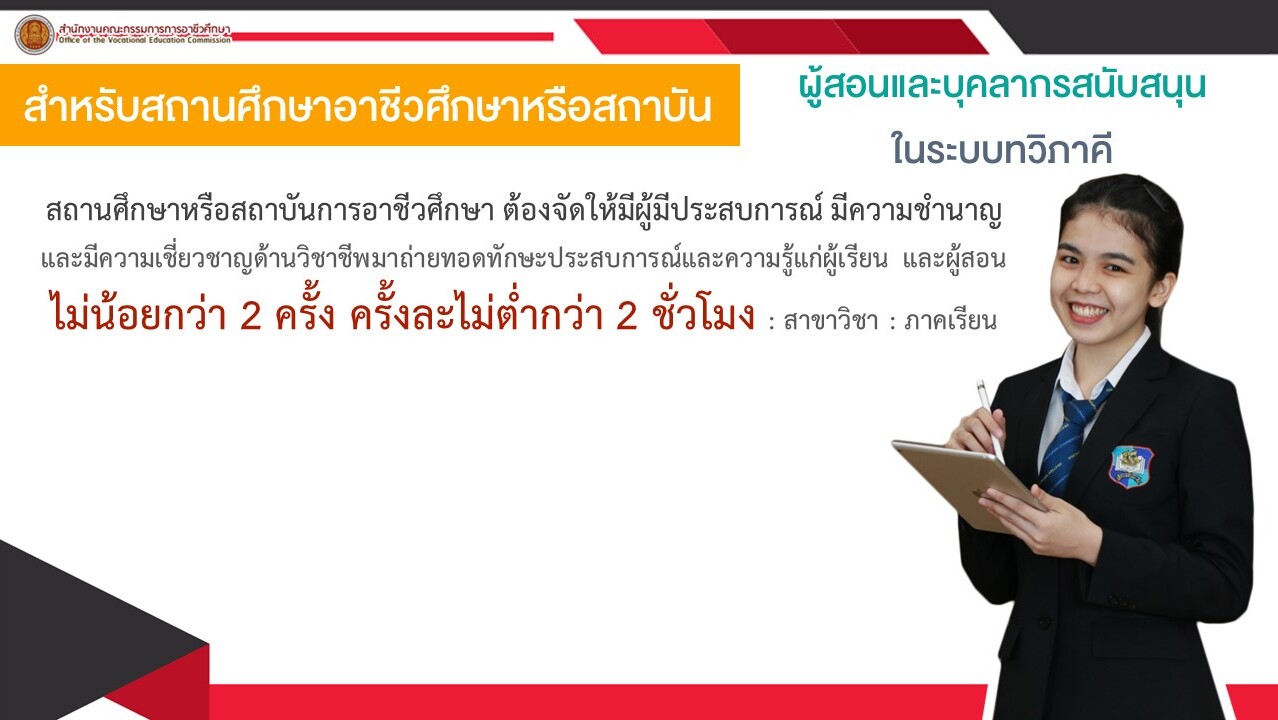 สำนักงานคณะกรรมการการอาชีวศึกษา
Office of the Vocational Education Commission
สำหรับสถานศึกษาอาชีวศึกษาหรือสถาบัน
ผู้สอนและบุคลากรสนับสนุน
ในระบบทวิภาคี
สถานศึกษาหรือสถาบันการอาชีวศึกษา ต้องจัดให้มีผู้มีประสบการณ์ มีความชำนาญ
และมีความเชี่ยวชาญด้านวิชาชีพมาถ่ายทอดทักษะประสบการณ์และความรู้แก่ผู้เรียน และผู้สอน
ไม่น้อยกว่า 2 ครั้ง ครั้งละไม่ต่ำกว่า 2 ชั่วโมง : สาขาวิชา : ภาคเรียน